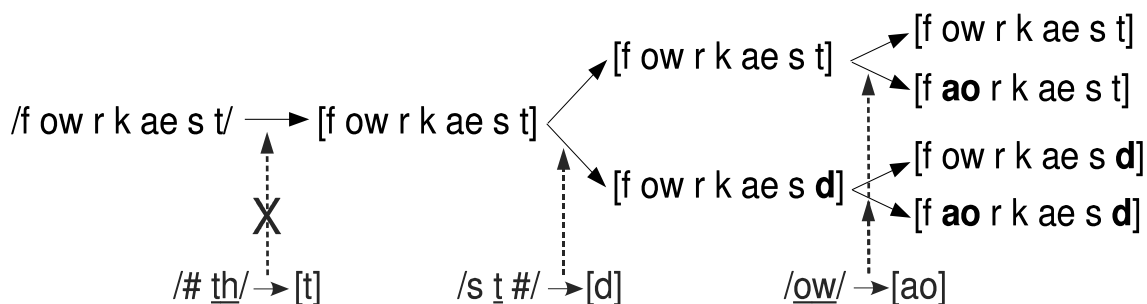 [f ow r k ae s t]
[f ow r k ae s t]
[f ao r k ae s t]
/f ow r k ae s t/
[f ow r k ae s t]
[f ow r k ae s d]
[f ow r k ae s d]
[f ao r k ae s d]
X
/# th/ → [t]
/s t #/ → [d]
/ow/ → [ao]